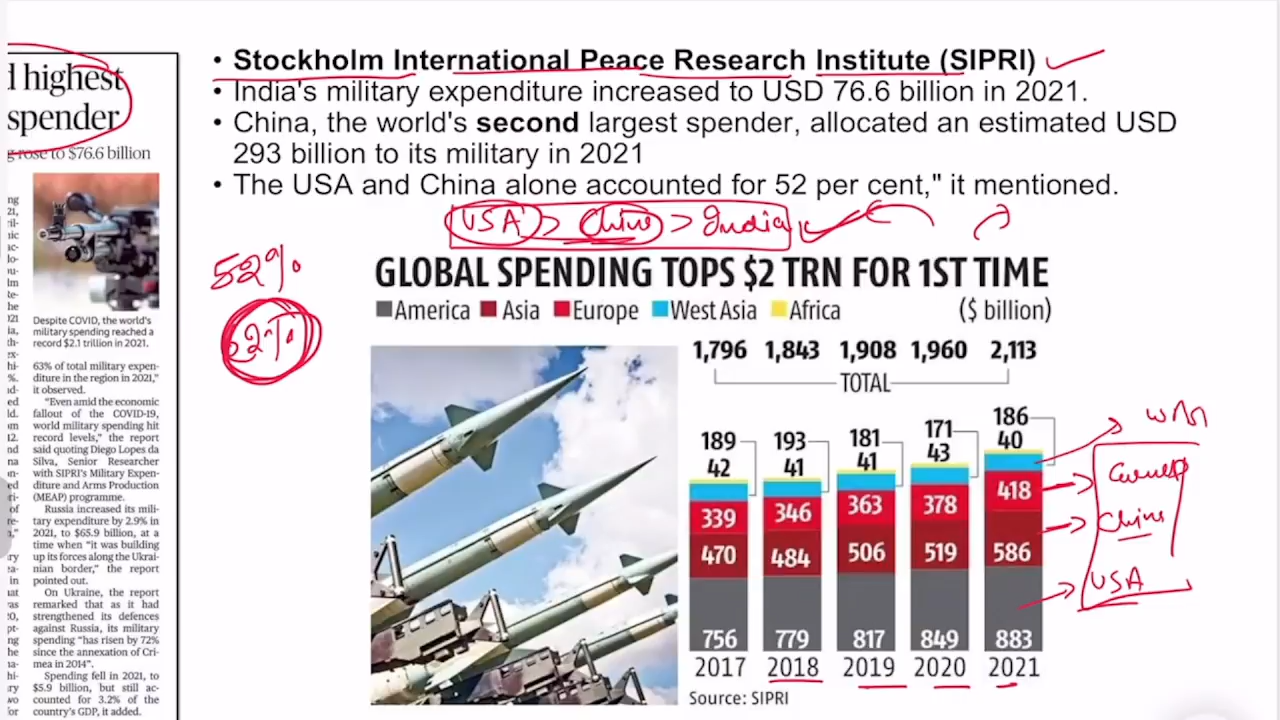 d highest
spender
g rose to $76.6 billion
Despite COVID, the world's
military spending reached a
record $2.1 trillion in 2021.
63% of total military expen-
diture in the region in 2021,"
it observed.
"Even amid the economic
fallout of the COVID-19,
world military spending hit
record levels," the report
said quoting Diego Lopes da
Silva, Senior Researcher
with SIPRI's Military Expen-
diture and Arms Production
(MEAP) programme.
Russia increased its mili-
tary expenditure by 2.9% in
2021, to $65.9 billion, at a
time when "it was building
up its forces along the Ukrai-
nian border," the report
pointed out.
On Ukraine, the report
remarked that as it had
strengthened its defences
against Russia, its military
spending "has risen by 72%
since the annexation of Cri-
mea in 2014".
Spending fell in 2021, to
$5.9 billion, but still ac-
counted for 3.2% of the
country's GDP, it added.
• Stockholm International Peace Research Institute (SIPRI)
• India's military expenditure increased to USD 76.6 billion in 2021.
• China, the world's second largest spender, allocated an estimated USD
293 billion to its military in 2021
• The USA and China alone accounted for 52 per cent," it mentioned.
USA > China > India
52%
GLOBAL SPENDING TOPS $2 TRN FOR 1ST TIME
America Asia Europe West Asia Africa ($ billion)
1,796 1,843 1,908 1,960 2,113
TOTAL
189 193 181 171 186
42 41 41 43 40
339 346 363 378 418
470 484 506 519 586
756 779 817 849 883
2017 2018 2019 2020 2021
Source: SIPRI
China
USA